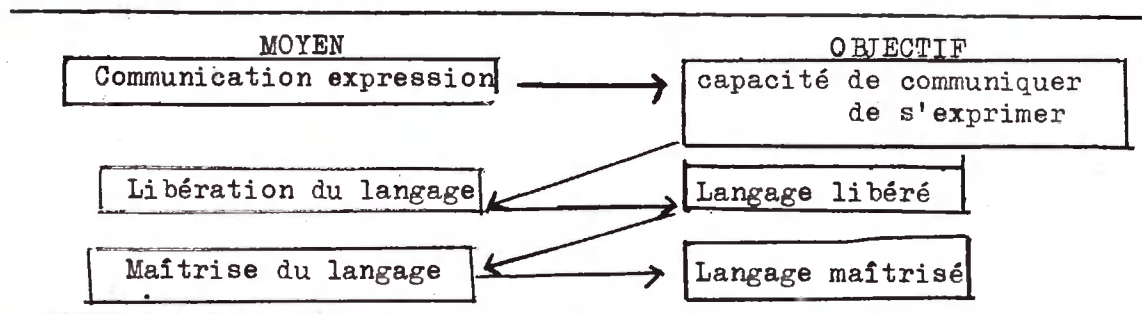 MOYEN OBJECTIF
Communication expression capacité de communiquer
de s'exprimer
Libération du langage Langage libéré
Maîtrise du langage Langage maîtrisé